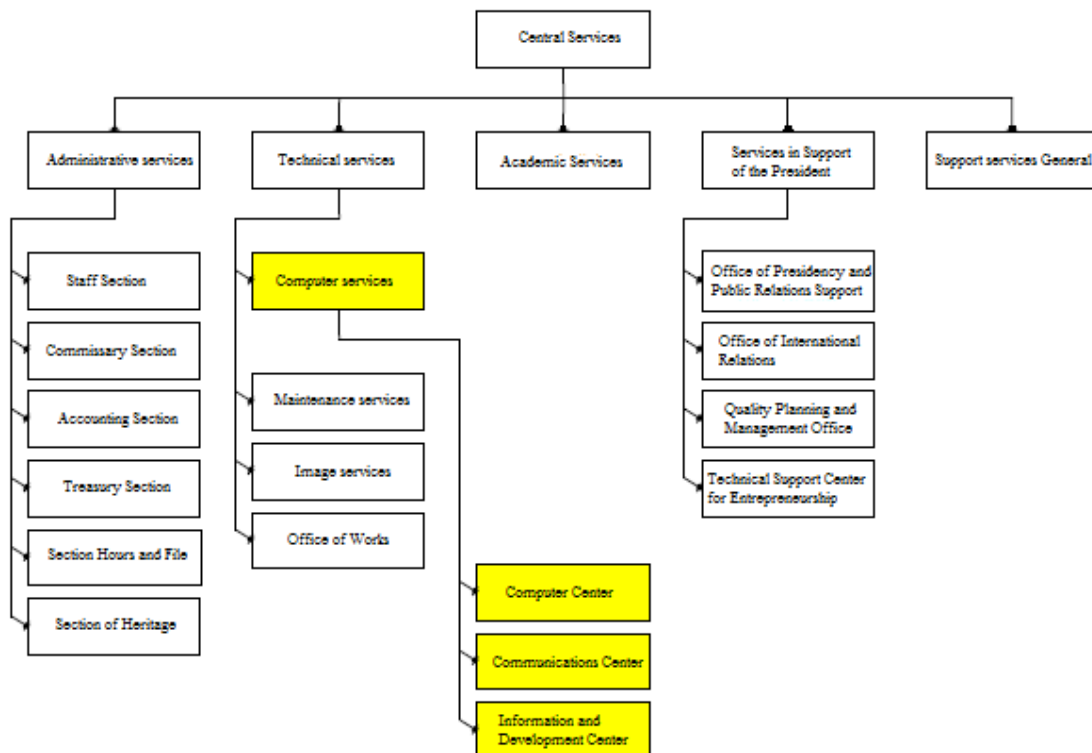 Central Services
Administrative services
Technical services
Academic Services
Services in Support
of the President
Support services General
Staff Section
Commissary Section
Accounting Section
Treasury Section
Section Hours and File
Section of Heritage
Computer services
Maintenance services
Image services
Office of Works
Computer Center
Communications Center
Information and
Development Center
Office of Presidency and
Public Relations Support
Office of International
Relations
Quality Planning and
Management Office
Technical Support Center
for Entrepreneurship